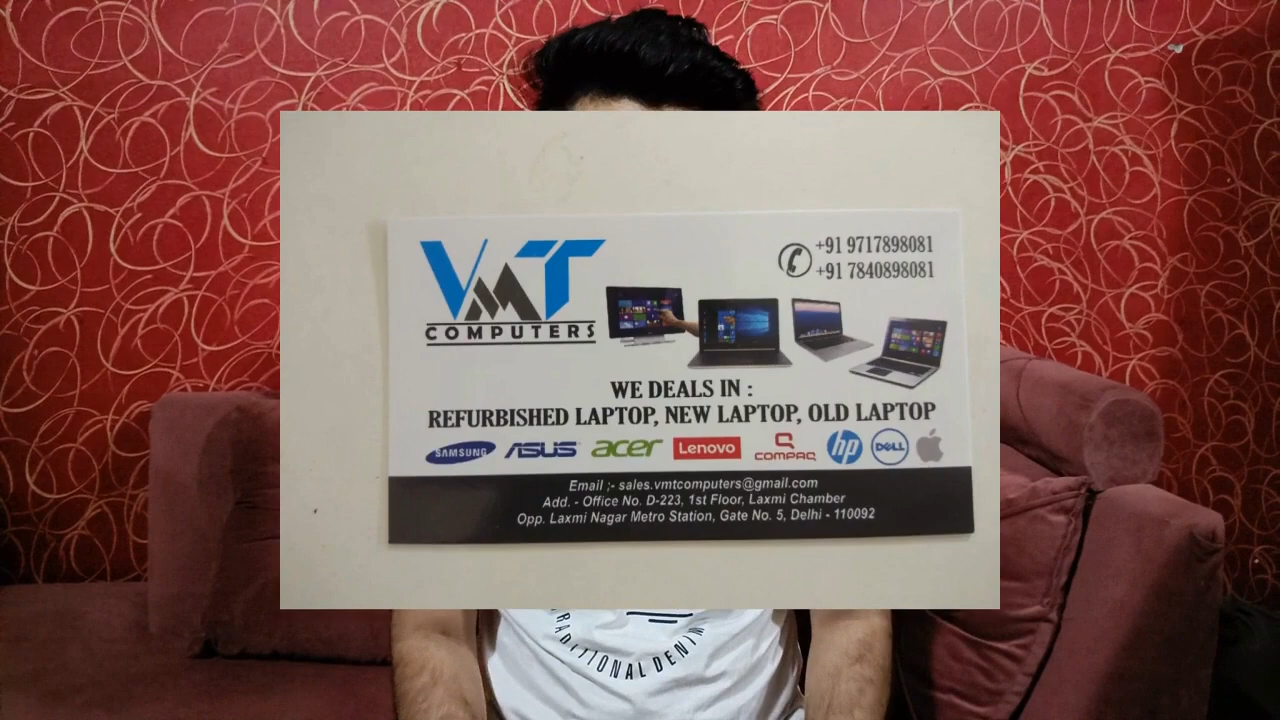 VMT
COMPUTERS
+91 9717898081
+91 7840898081
WE DEALS IN :
REFURBISHED LAPTOP, NEW LAPTOP, OLD LAPTOP
SAMSUNG ASUS acer Lenovo COMPAQ hp DELL
Email ;- sales.vmtcomputers@gmail.com
Add. - Office No. D-223, 1st Floor, Laxmi Chamber
Opp. Laxmi Nagar Metro Station, Gate No. 5, Delhi - 110092
TRADITIONAL DENIM